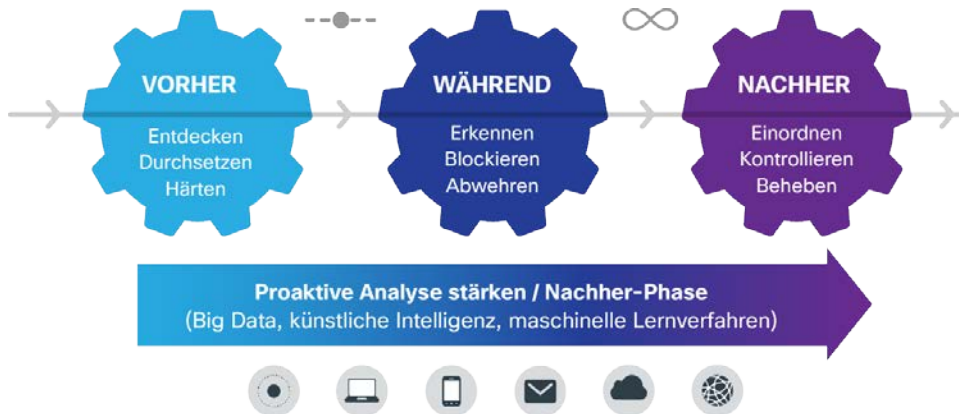 VORHER
Entdecken
Durchsetzen
Härten
WÄHREND
Erkennen
Blockieren
Abwehren
NACHHER
Einordnen
Kontrollieren
Beheben
Proaktive Analyse stärken / Nachher-Phase
(Big Data, künstliche Intelligenz, maschinelle Lernverfahren)